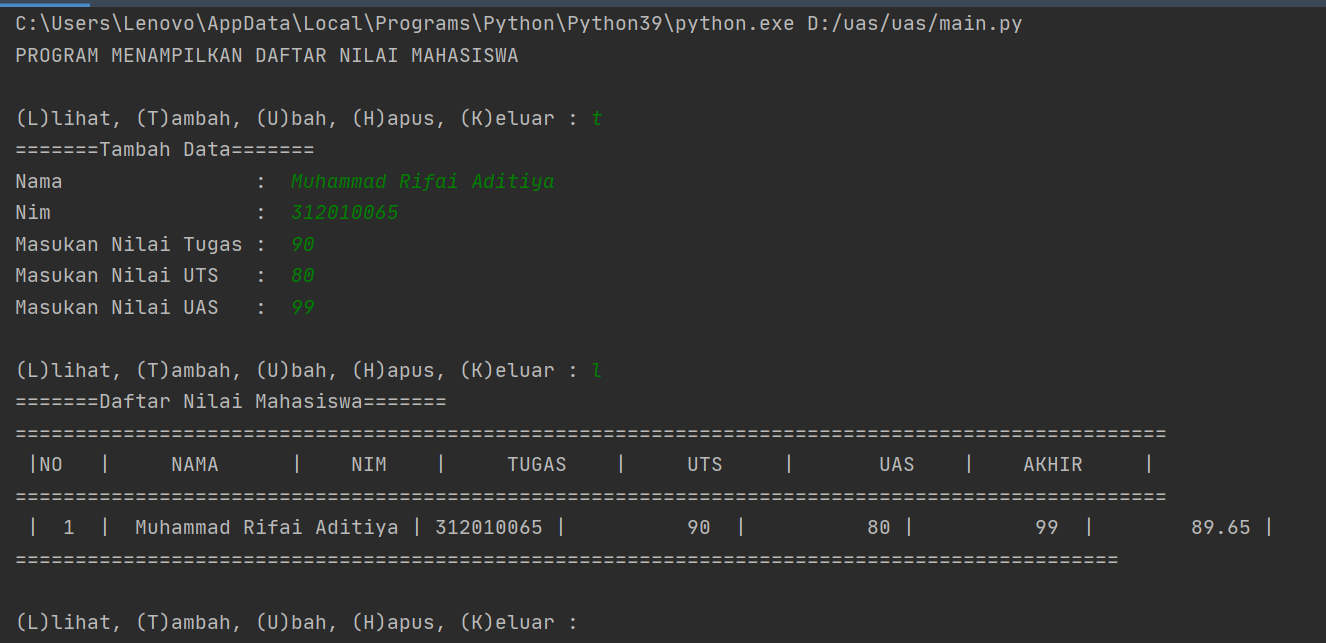 C:\Users\Lenovo\AppData\Local\Programs\Python\Python39\python.exe D:/uas/uas/main.py
PROGRAM MENAMPILKAN DAFTAR NILAI MAHASISWA
(L)lihat, (T)ambah, (U)bah, (H)apus, (K)eluar : t
=======Tambah Data=======
Nama                :  Muhammad Rifai Aditiya
Nim                 :  312010065
Masukan Nilai Tugas :  90
Masukan Nilai UTS   :  80
Masukan Nilai UAS   :  99
(L)lihat, (T)ambah, (U)bah, (H)apus, (K)eluar : l
=======Daftar Nilai Mahasiswa=======
================================================================================================
 |NO   |     NAMA      |    NIM    |     TUGAS    |     UTS     |       UAS    |    AKHIR     |
================================================================================================
 |  1  |  Muhammad Rifai Aditiya | 312010065 |          90  |          80 |          99  |        89.65 |
============================================================================================
(L)lihat, (T)ambah, (U)bah, (H)apus, (K)eluar :